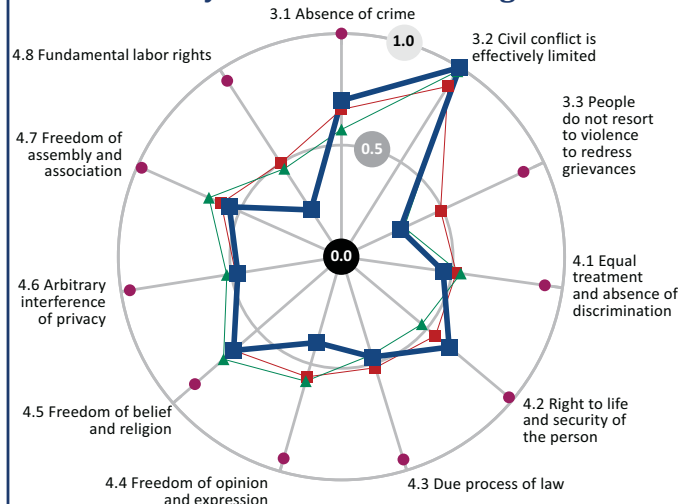 3.1 Absence of crime
1.0
3.2 Civil conflict is
effectively limited
4.8 Fundamental labor rights
3.3 People
do not resort
to violence
to redress
grievances
4.7 Freedom of
assembly and
association
0.5
0.0
4.1 Equal
treatment
and absence of
discrimination
4.6 Arbitrary
interference
of privacy
4.2 Right to life
and security of
the person
4.5 Freedom of belief
and religion
4.4 Freedom of opinion
and expression
4.3 Due process of law